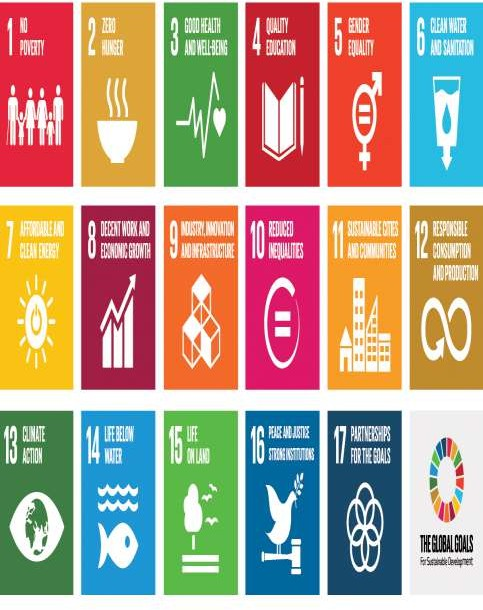 1 NO
POVERTY
2 ZERO
HUNGER
3 GOOD HEALTH
AND WELL-BEING
4 QUALITY
EDUCATION
5 GENDER
EQUALITY
6 CLEAN WATER
AND SANITATION
7 AFFORDABLE AND
CLEAN ENERGY
8 DECENT WORK AND
ECONOMIC GROWTH
9 INDUSTRY, INNOVATION
AND INFRASTRUCTURE
10 REDUCED
INEQUALITIES
11 SUSTAINABLE CITIES
AND COMMUNITIES
12 RESPONSIBLE
CONSUMPTION
AND PRODUCTION
13 CLIMATE
ACTION
14 LIFE BELOW
WATER
15 LIFE
ON LAND
16 PEACE AND JUSTICE
STRONG INSTITUTIONS
17 PARTNERSHIPS
FOR THE GOALS
THE GLOBAL GOALS
For Sustainable Development